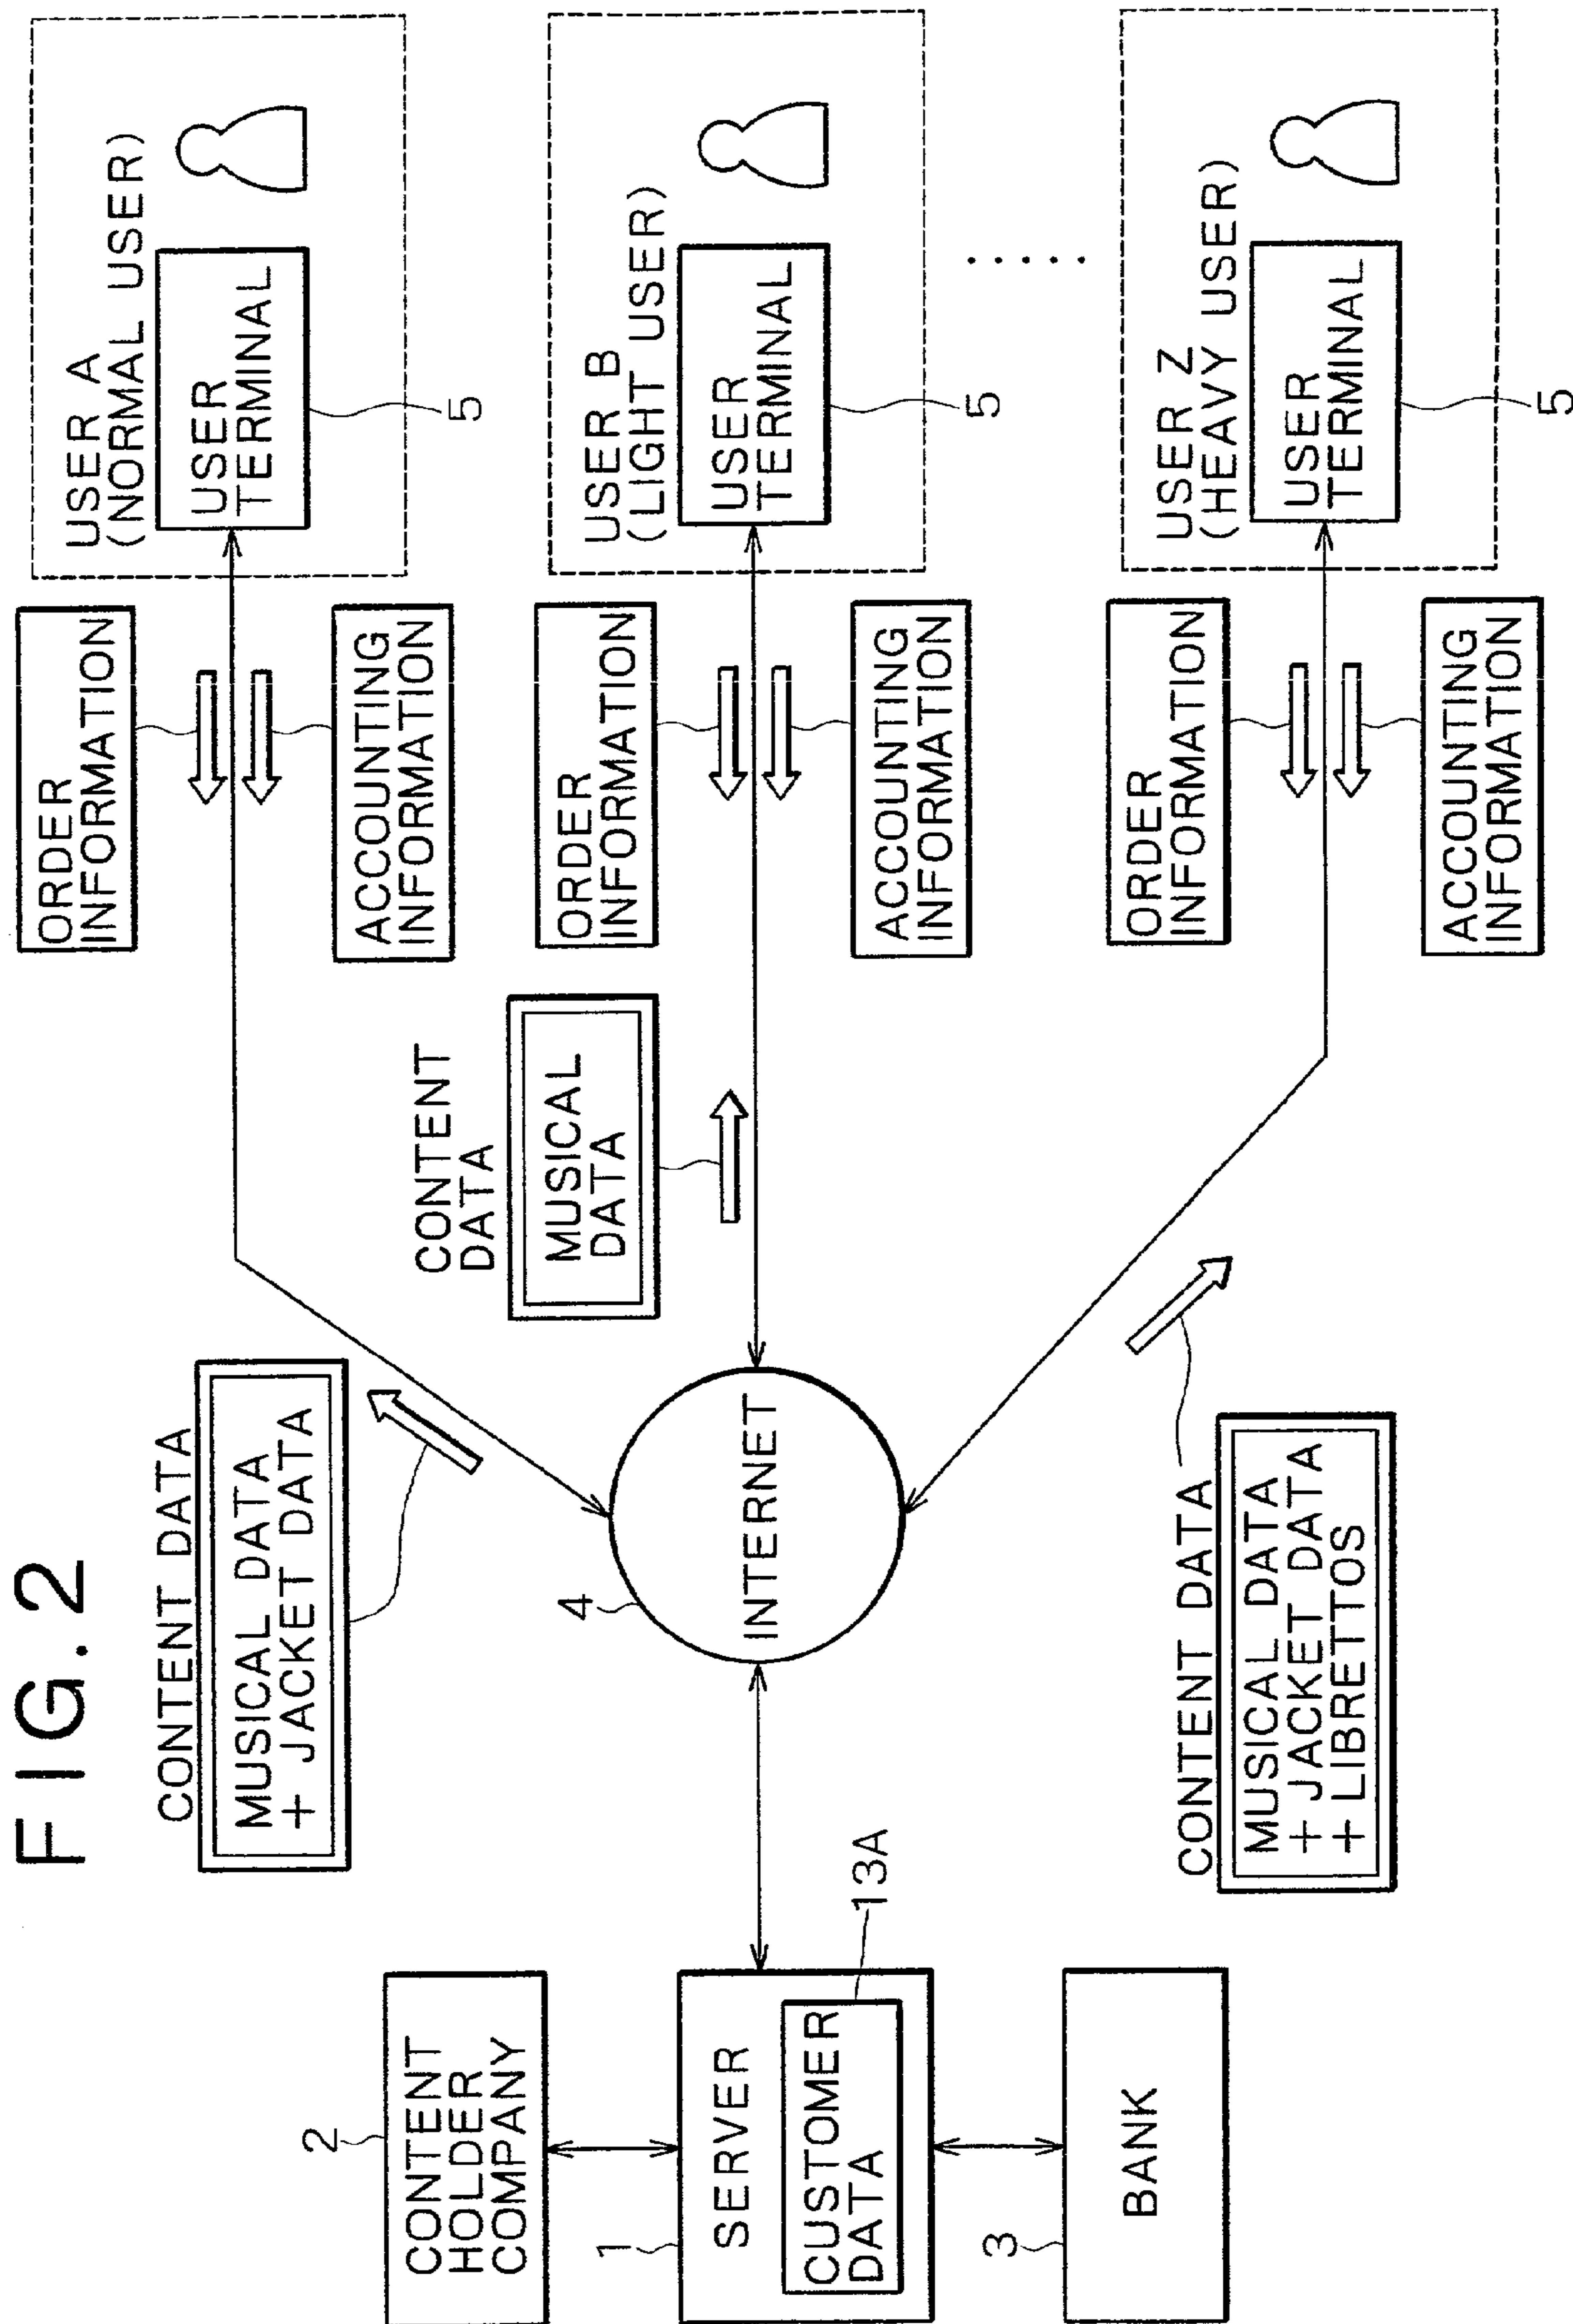 FIG.2
2
CONTENT
HOLDER
COMPANY
1
SERVER
CUSTOMER
DATA
13A
3
BANK
4
INTERNET
CONTENT DATA
MUSICAL DATA
+ JACKET DATA
CONTENT
DATA
MUSICAL
DATA
CONTENT DATA
MUSICAL DATA
+ JACKET DATA
+ LIBRETTOS
ORDER
INFORMATION
ACCOUNTING
INFORMATION
USER A
(NORMAL USER)
USER
TERMINAL
5
ORDER
INFORMATION
ACCOUNTING
INFORMATION
USER B
(LIGHT USER)
USER
TERMINAL
5
.....
ORDER
INFORMATION
ACCOUNTING
INFORMATION
USER Z
(HEAVY USER)
USER
TERMINAL
5